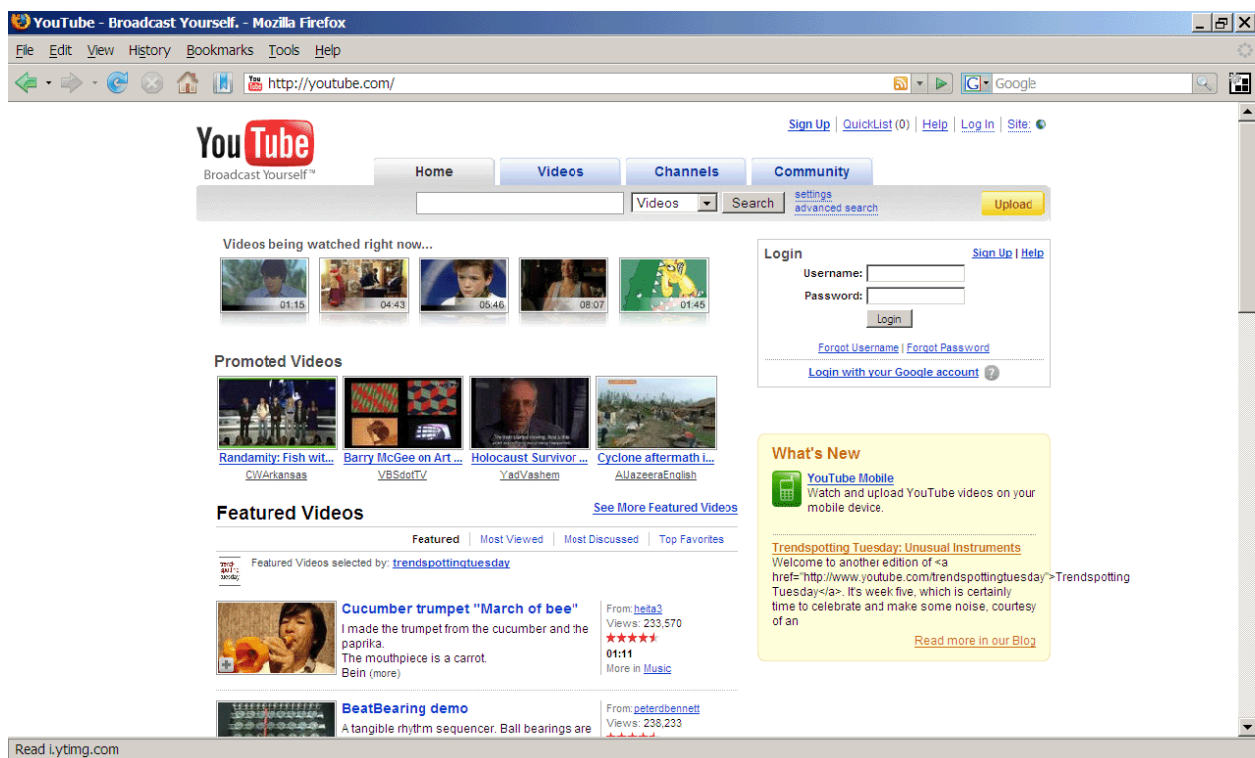 YouTube - Broadcast Yourself. - Mozilla Firefox
File Edit View History Bookmarks Tools Help
http://youtube.com/
Google
Sign Up | QuickList (0) | Help | Log In | Site:
YouTube
Broadcast Yourself™
Home Videos Channels Community
Videos Search settings
advanced search
Upload
Videos being watched right now...
01:15 04:43 05:46 08:07 01:45
Login Sign Up | Help
Username:
Password:
Login
Forgot Username | Forgot Password
Login with your Google account ?
Promoted Videos
Randamity: Fish wit... Barry McGee on Art ... Holocaust Survivor ... Cyclone aftermath i...
CWArkansas VBSdotTV YadVashem AlJazeeraEnglish
Featured Videos See More Featured Videos
Featured | Most Viewed | Most Discussed | Top Favorites
trend-
spotting
tuesday
Featured Videos selected by: trendspottingtuesday
Cucumber trumpet "March of bee"
I made the trumpet from the cucumber and the
paprika.
The mouthpiece is a carrot.
Bein (more)
From: heita3
Views: 233,570
01:11
More in Music
BeatBearing demo
A tangible rhythm sequencer. Ball bearings are
From: peterdbennett
Views: 238,233
What's New
YouTube Mobile
Watch and upload YouTube videos on your
mobile device.
Trendspotting Tuesday: Unusual Instruments
Welcome to another edition of <a
href="http://www.youtube.com/trendspottingtuesday">Trendspotting
Tuesday</a>. It's week five, which is certainly
time to celebrate and make some noise, courtesy
of an
Read more in our Blog
Read i.ytimg.com